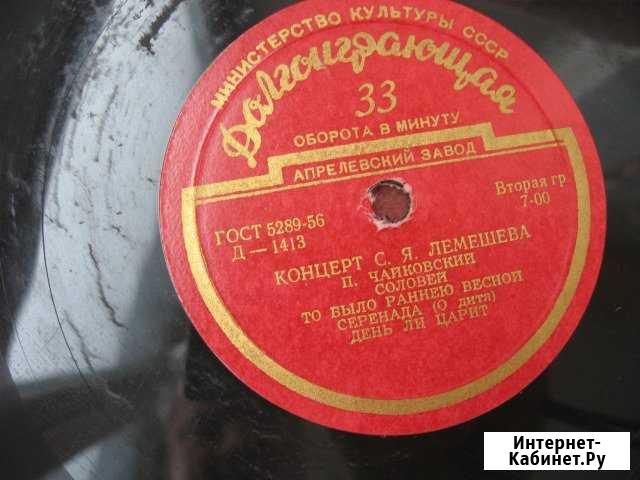 МИНИСТЕРСТВО КУЛЬТУРЫ СССР
Долгоиграющая
33
ОБОРОТА В МИНУТУ
АПРЕЛЕВСКИЙ ЗАВОД
ГОСТ 5289-56
Д — 1413
Вторая гр
7-00
КОНЦЕРТ С. Я. ЛЕМЕШЕВА
П. ЧАЙКОВСКИЙ
СОЛОВЕЙ
ТО БЫЛО РАННЕЮ ВЕСНОЙ
СЕРЕНАДА (О дитя)
ДЕНЬ ЛИ ЦАРИТ
Интернет-
Кабинет.Ру